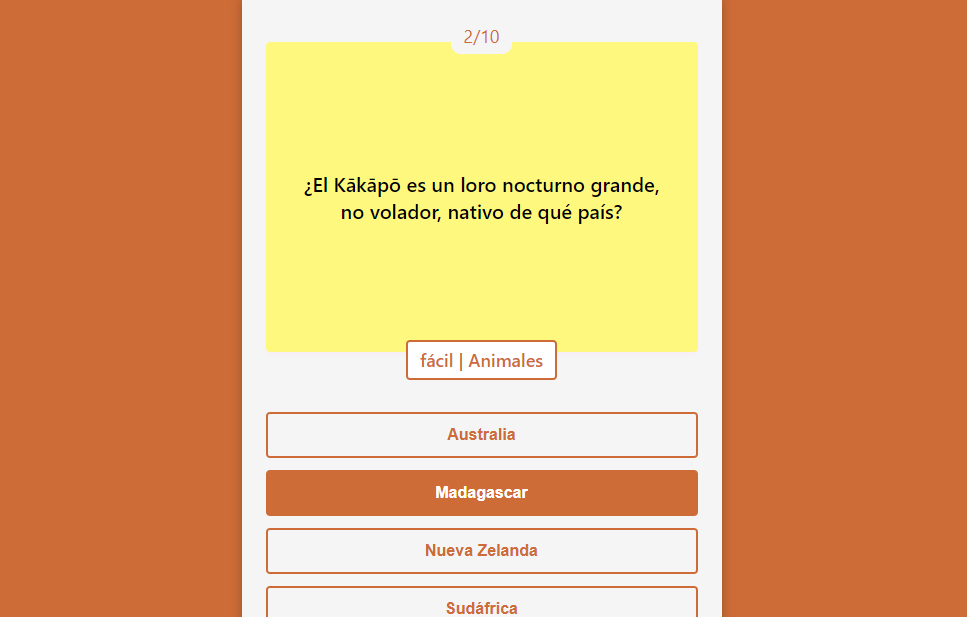 2/10
¿El Kākāpō es un loro nocturno grande,
no volador, nativo de qué país?
fácil | Animales
Australia
Madagascar
Nueva Zelanda
Sudáfrica